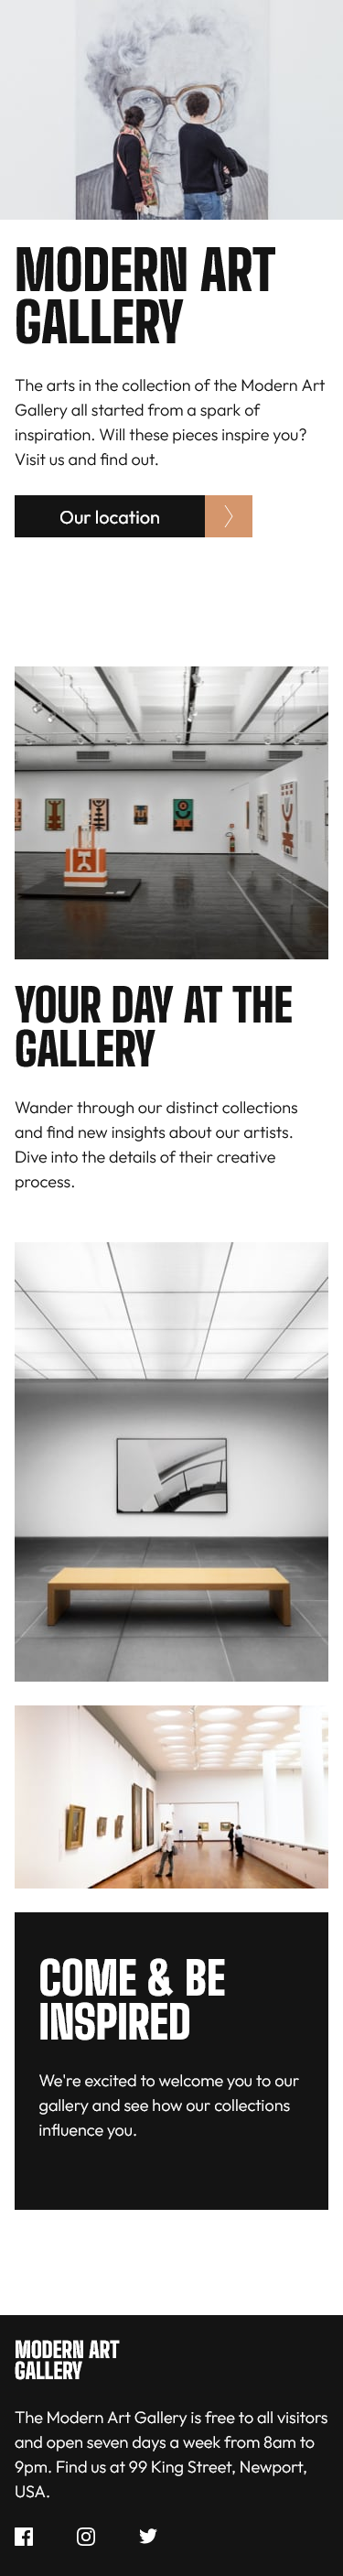 MODERN ART
GALLERY
The arts in the collection of the Modern Art
Gallery all started from a spark of
inspiration. Will these pieces inspire you?
Visit us and find out.
Our location
YOUR DAY AT THE
GALLERY
Wander through our distinct collections
and find new insights about our artists.
Dive into the details of their creative
process.
COME & BE
INSPIRED
We're excited to welcome you to our
gallery and see how our collections
influence you.
MODERN ART
GALLERY
The Modern Art Gallery is free to all visitors
and open seven days a week from 8am to
9pm. Find us at 99 King Street, Newport,
USA.